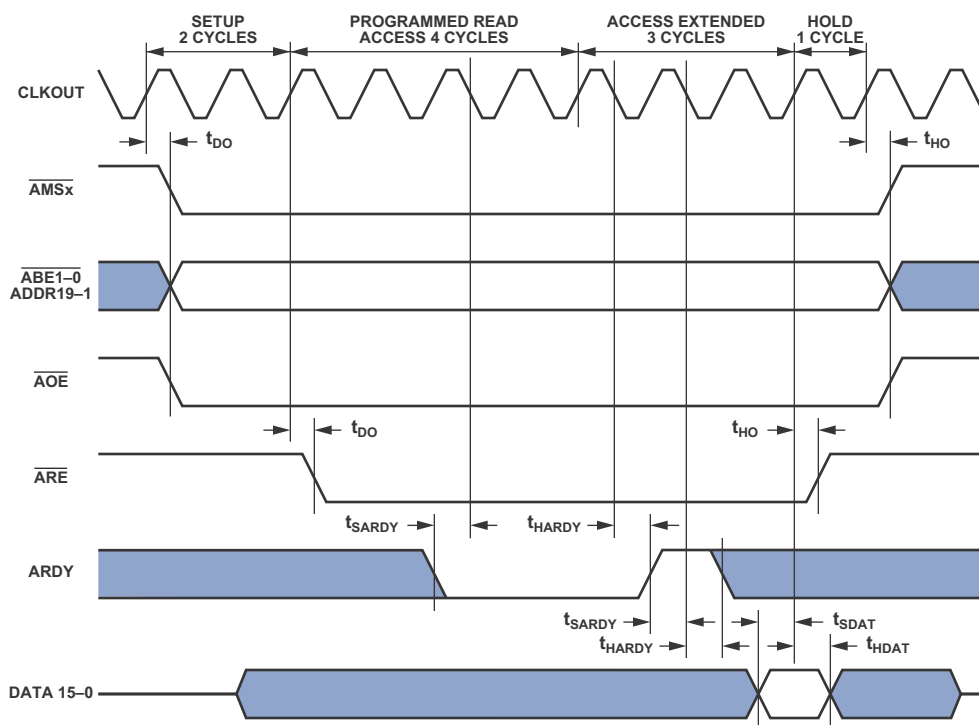 SETUP
2 CYCLES
PROGRAMMED READ
ACCESS 4 CYCLES
ACCESS EXTENDED
3 CYCLES
HOLD
1 CYCLE
CLKOUT
tDO
tHO
AMSx
ABE1–0
ADDR19–1
AOE
tDO
tHO
ARE
tSARDY
tHARDY
ARDY
tSARDY
tSDAT
tHARDY
tHDAT
DATA 15–0